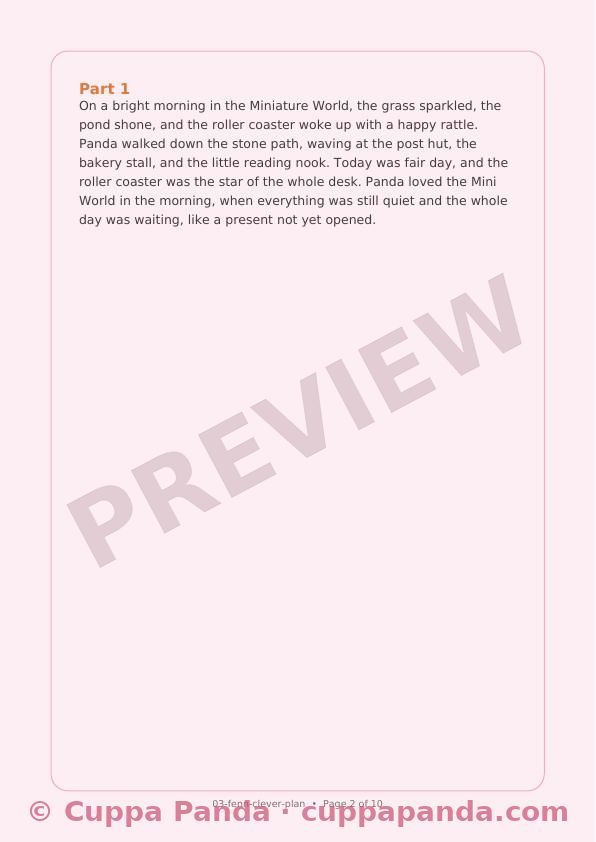 Part 1
On a bright morning in the Miniature World, the grass sparkled, the
pond shone, and the roller coaster woke up with a happy rattle.
Panda walked down the stone path, waving at the post hut, the
bakery stall, and the little reading nook. Today was fair day, and the
roller coaster was the star of the whole desk. Panda loved the Mini
World in the morning, when everything was still quiet and the whole
day was waiting, like a present not yet opened.
PREVIEW
03-fenn-clever-plan • Page 2 of 10
© Cuppa Panda · cuppapanda.com